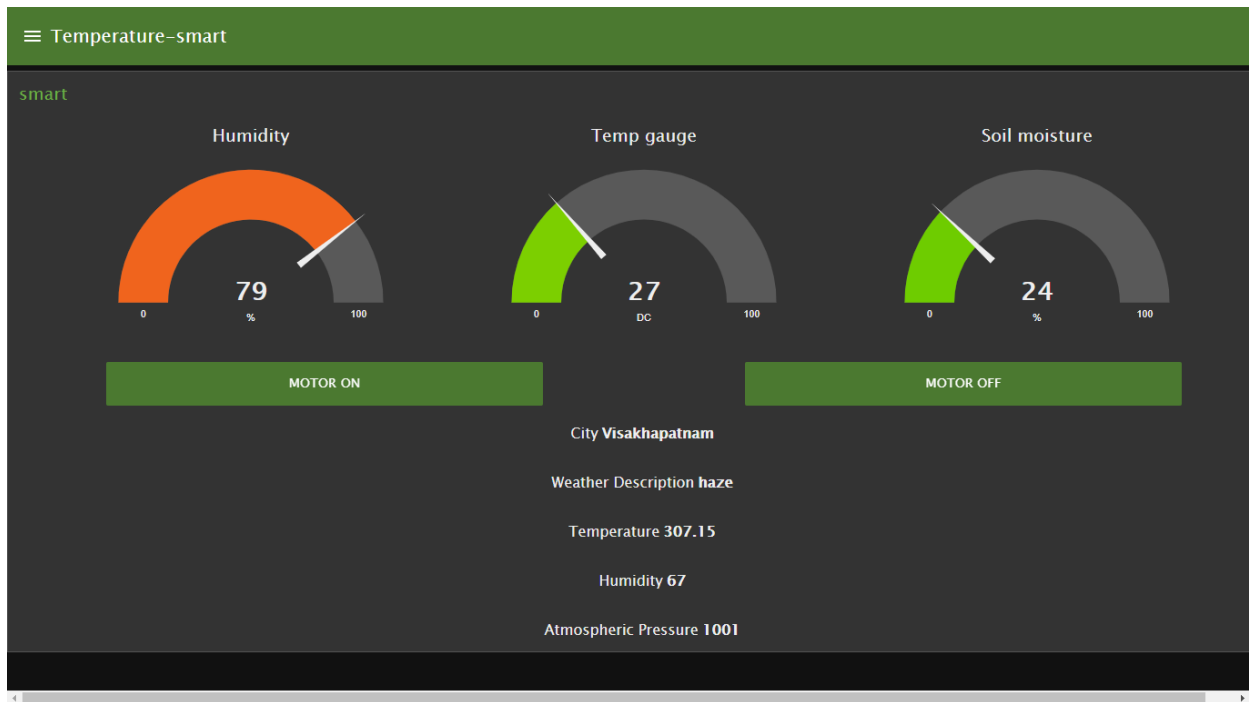 Temperature-smart
smart
Humidity
Temp gauge
Soil moisture
79
%
0
100
27
DC
0
100
24
%
0
100
MOTOR ON
MOTOR OFF
City Visakhapatnam
Weather Description haze
Temperature 307.15
Humidity 67
Atmospheric Pressure 1001